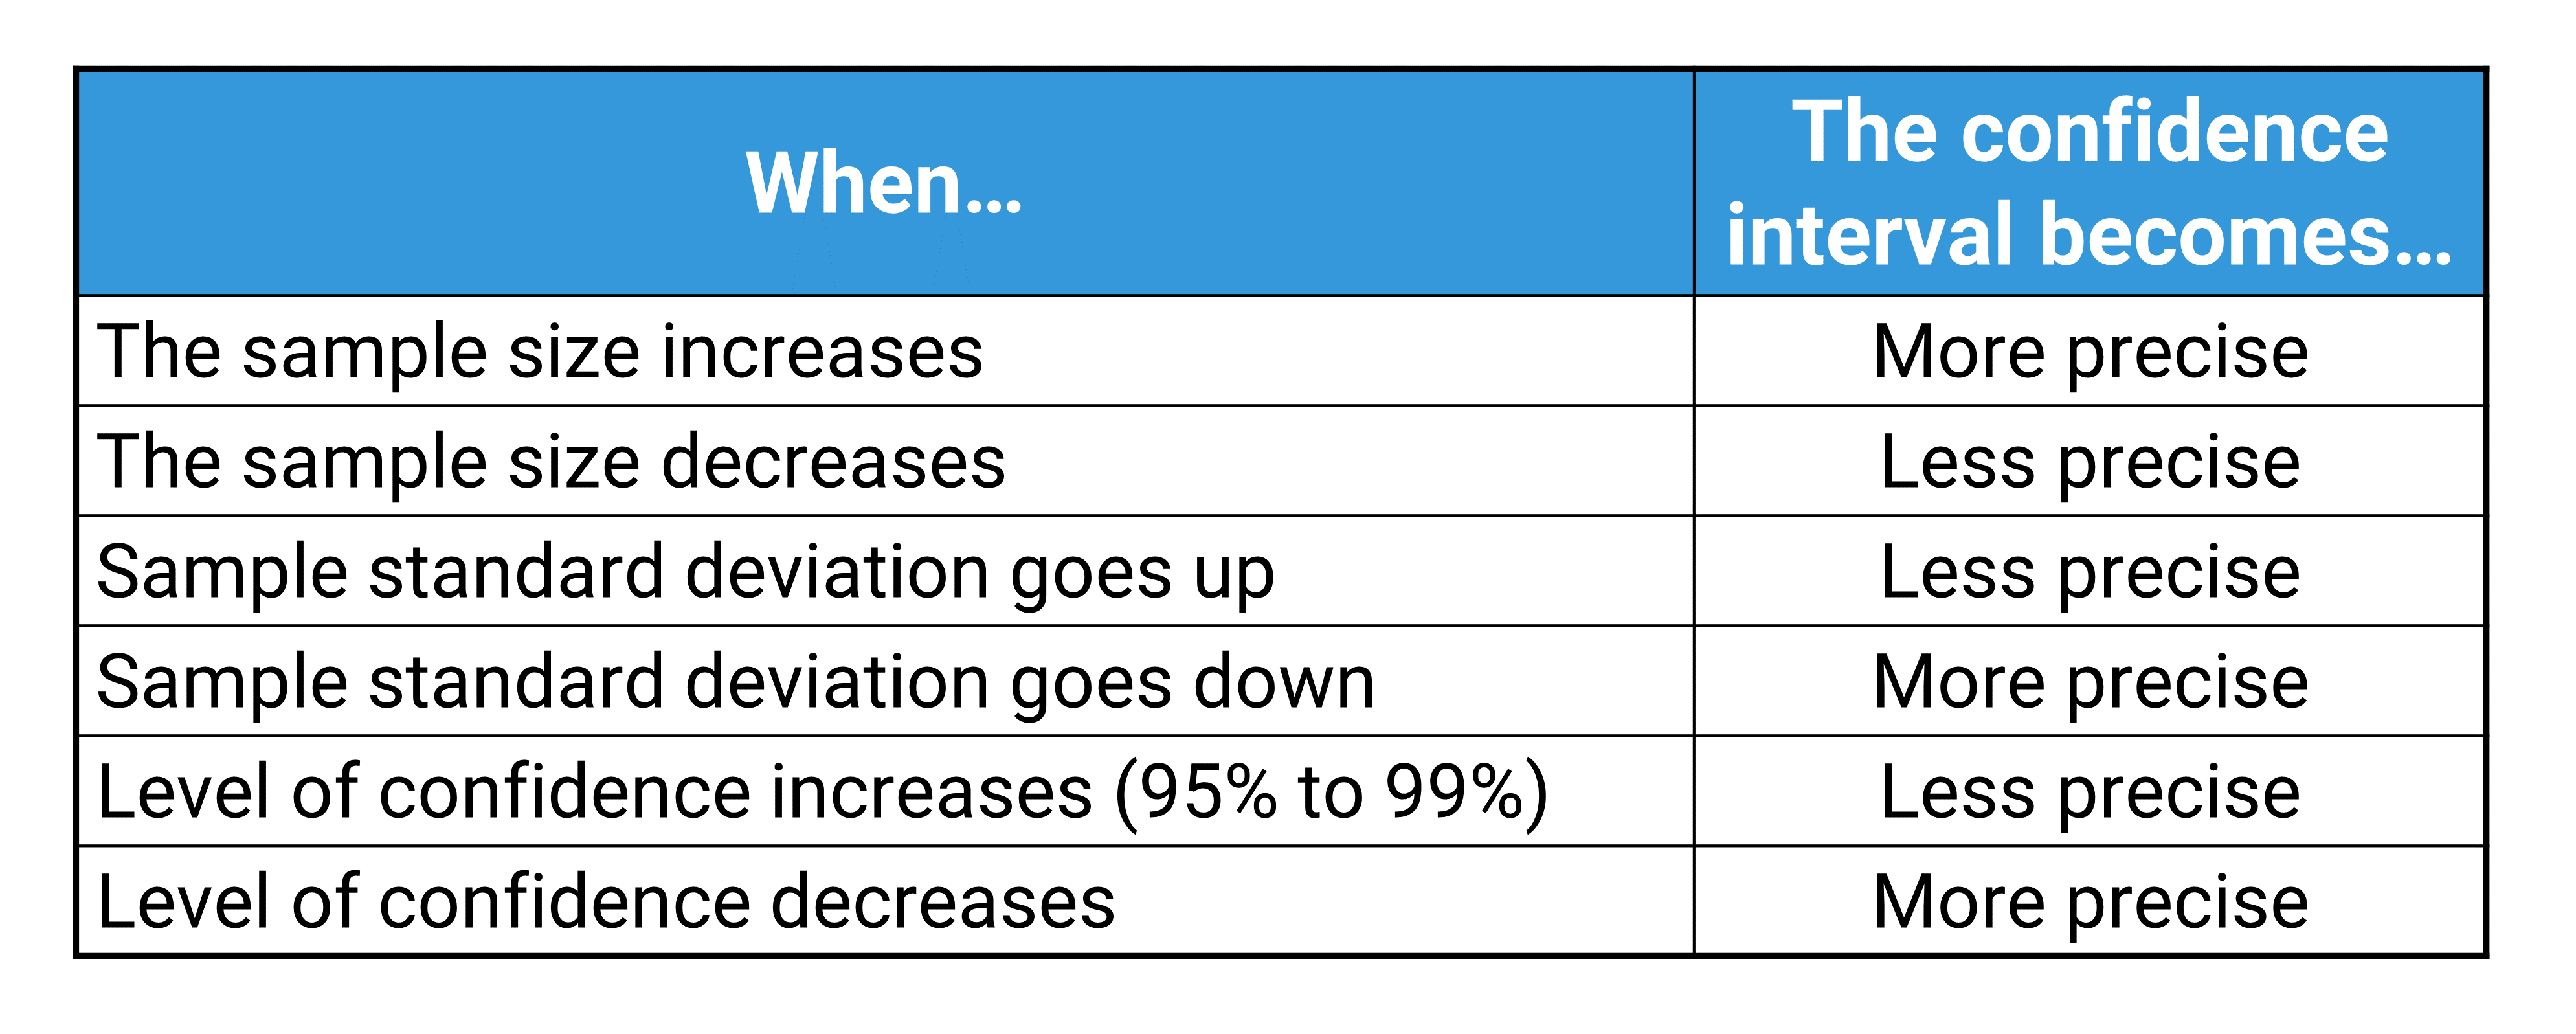 When...
The confidence
interval becomes...
The sample size increases
More precise
The sample size decreases
Less precise
Sample standard deviation goes up
Less precise
Sample standard deviation goes down
More precise
Level of confidence increases (95% to 99%)
Less precise
Level of confidence decreases
More precise